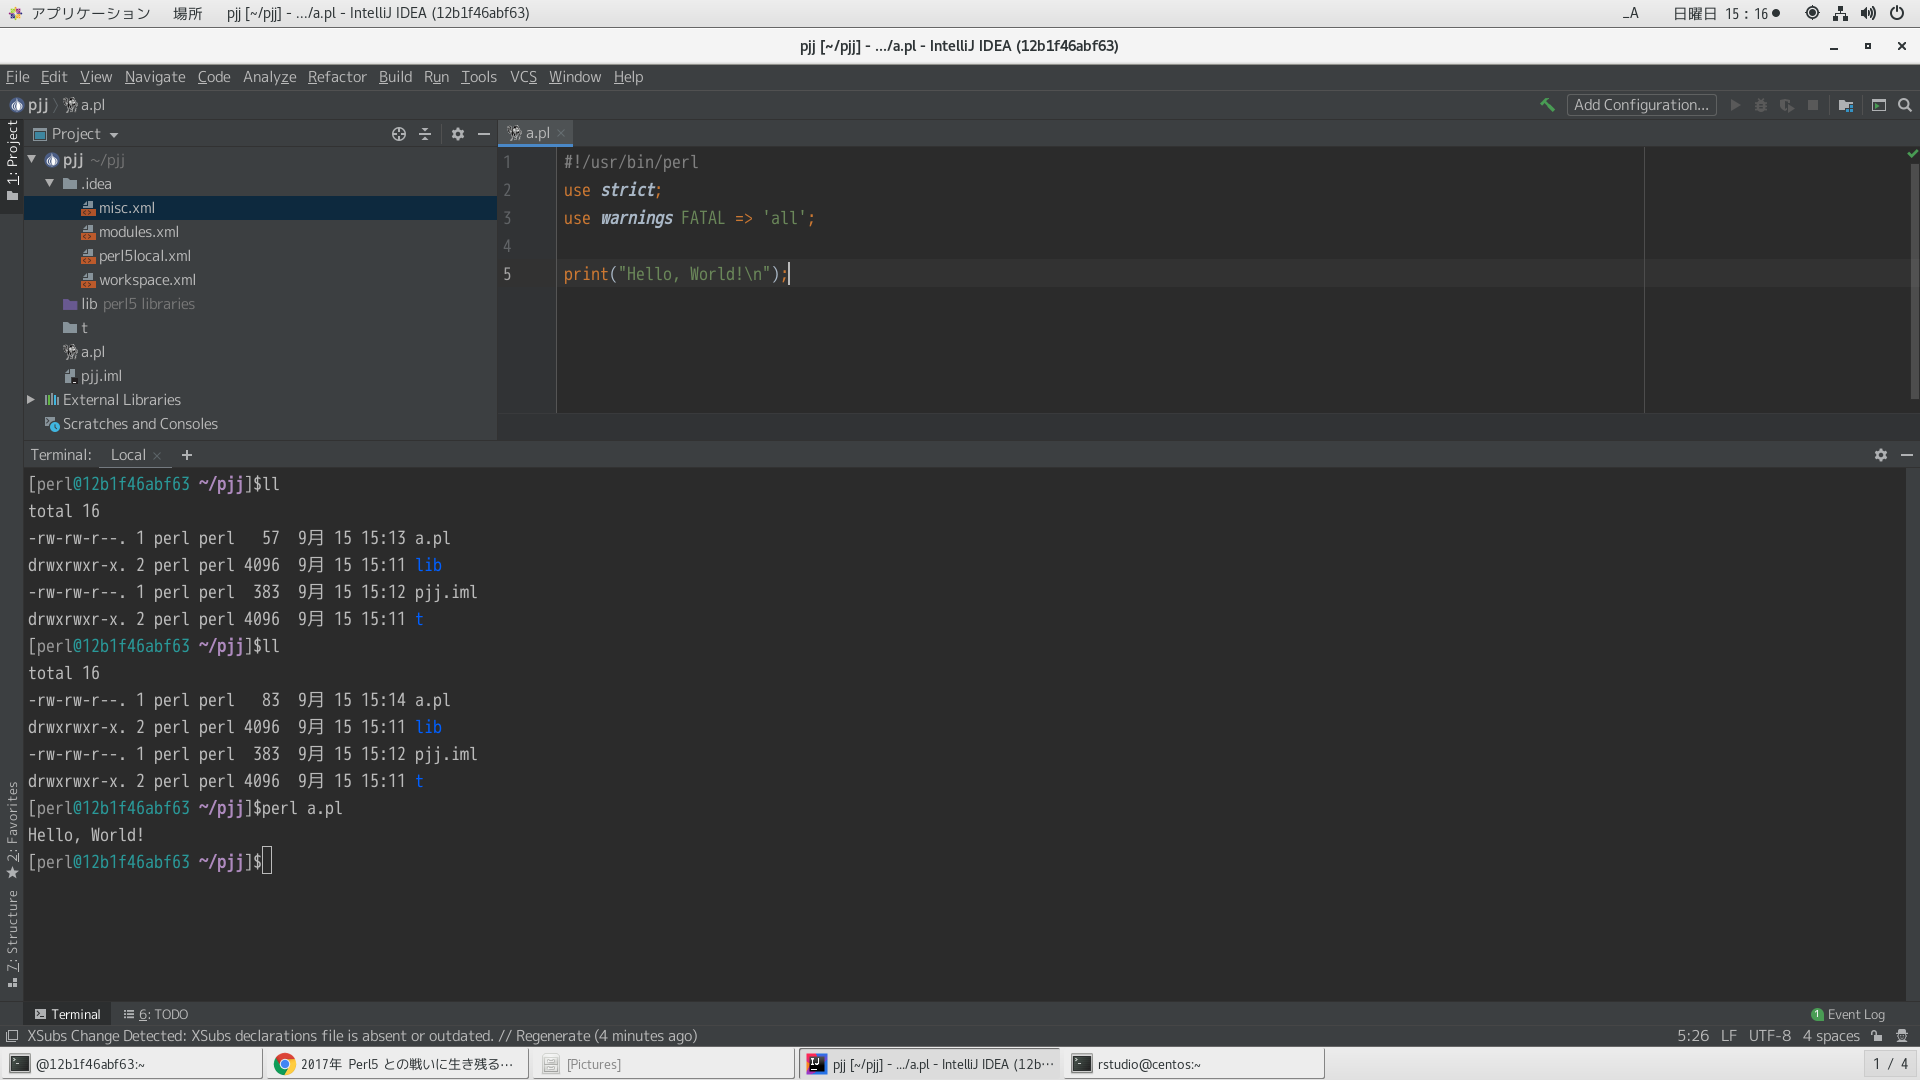 アプリケーション 場所 pjj [~/pjj] - .../a.pl - IntelliJ IDEA (12b1f46abf63) _A 日曜日 15：16●
pjj [~/pjj] - .../a.pl - IntelliJ IDEA (12b1f46abf63)
File Edit View Navigate Code Analyze Refactor Build Run Tools VCS Window Help
pjj a.pl Add Configuration...
1: Project
Project
a.pl
pjj ~/pjj
.idea
misc.xml
modules.xml
perl5local.xml
workspace.xml
lib perl5 libraries
t
a.pl
pjj.iml
External Libraries
Scratches and Consoles
1 #!/usr/bin/perl
2 use strict;
3 use warnings FATAL => 'all';
4
5 print("Hello, World!\n");
Terminal: Local +
[perl@12b1f46abf63 ~/pjj]$ll
total 16
-rw-rw-r--. 1 perl perl   57  9月 15 15:13 a.pl
drwxrwxr-x. 2 perl perl 4096  9月 15 15:11 lib
-rw-rw-r--. 1 perl perl  383  9月 15 15:12 pjj.iml
drwxrwxr-x. 2 perl perl 4096  9月 15 15:11 t
[perl@12b1f46abf63 ~/pjj]$ll
total 16
-rw-rw-r--. 1 perl perl   83  9月 15 15:14 a.pl
drwxrwxr-x. 2 perl perl 4096  9月 15 15:11 lib
-rw-rw-r--. 1 perl perl  383  9月 15 15:12 pjj.iml
drwxrwxr-x. 2 perl perl 4096  9月 15 15:11 t
[perl@12b1f46abf63 ~/pjj]$perl a.pl
Hello, World!
[perl@12b1f46abf63 ~/pjj]$
2: Favorites
7: Structure
Terminal 6: TODO 1 Event Log
XSubs Change Detected: XSubs declarations file is absent or outdated. // Regenerate (4 minutes ago) 5:26 LF UTF-8 4 spaces
@12b1f46abf63:~ 2017年 Perl5 との戦いに生き残る… [Pictures] pjj [~/pjj] - .../a.pl - IntelliJ IDEA (12b… rstudio@centos:~ 1 / 4